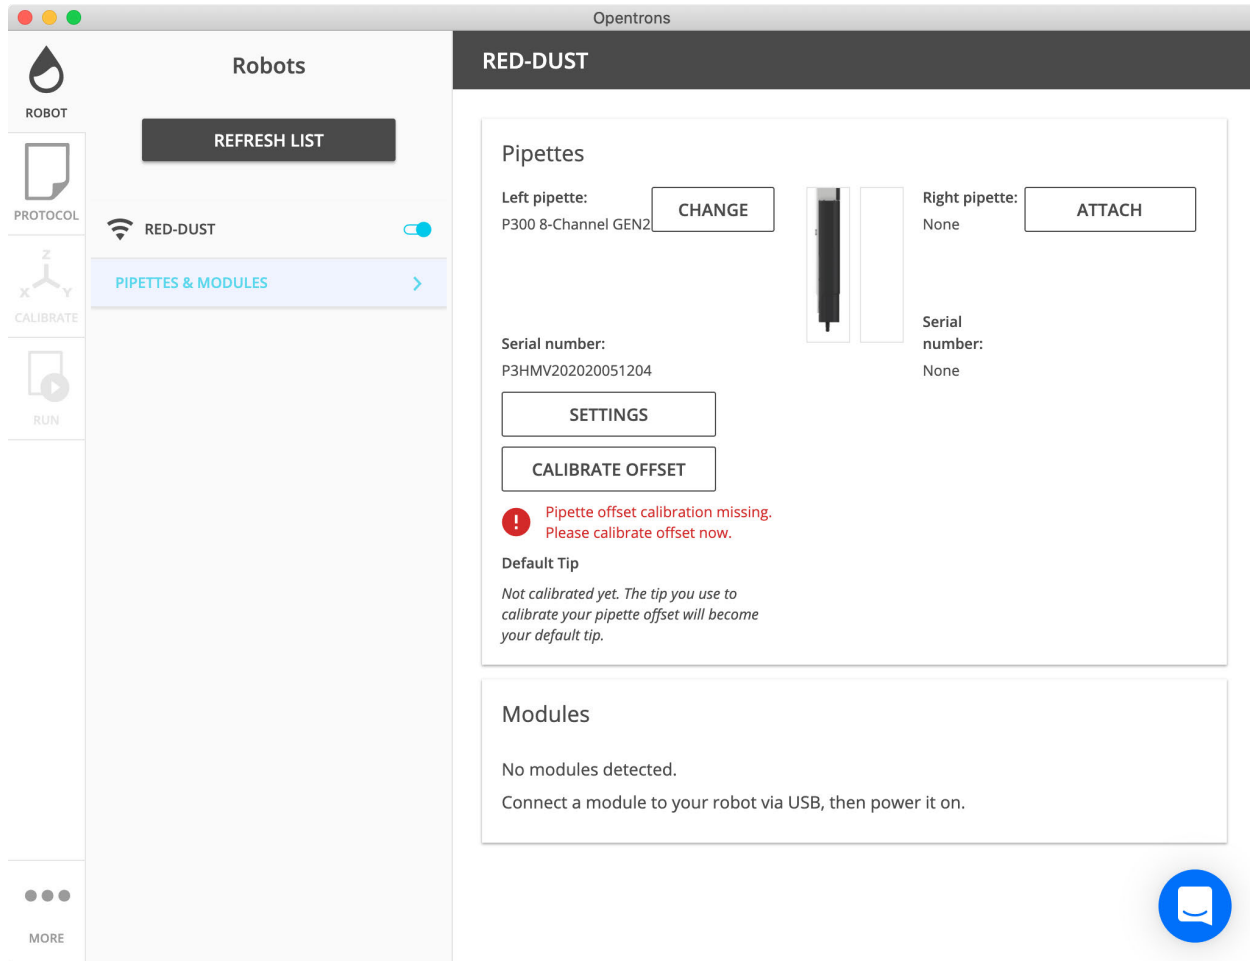 Opentrons
ROBOT
PROTOCOL
Z
X Y
CALIBRATE
RUN
MORE
Robots
REFRESH LIST
RED-DUST
PIPETTES & MODULES
RED-DUST
Pipettes
Left pipette:
P300 8-Channel GEN2
CHANGE
Serial number:
P3HMV202020051204
SETTINGS
CALIBRATE OFFSET
! Pipette offset calibration missing.
Please calibrate offset now.
Default Tip
Not calibrated yet. The tip you use to
calibrate your pipette offset will become
your default tip.
Right pipette:
None
ATTACH
Serial
number:
None
Modules
No modules detected.
Connect a module to your robot via USB, then power it on.